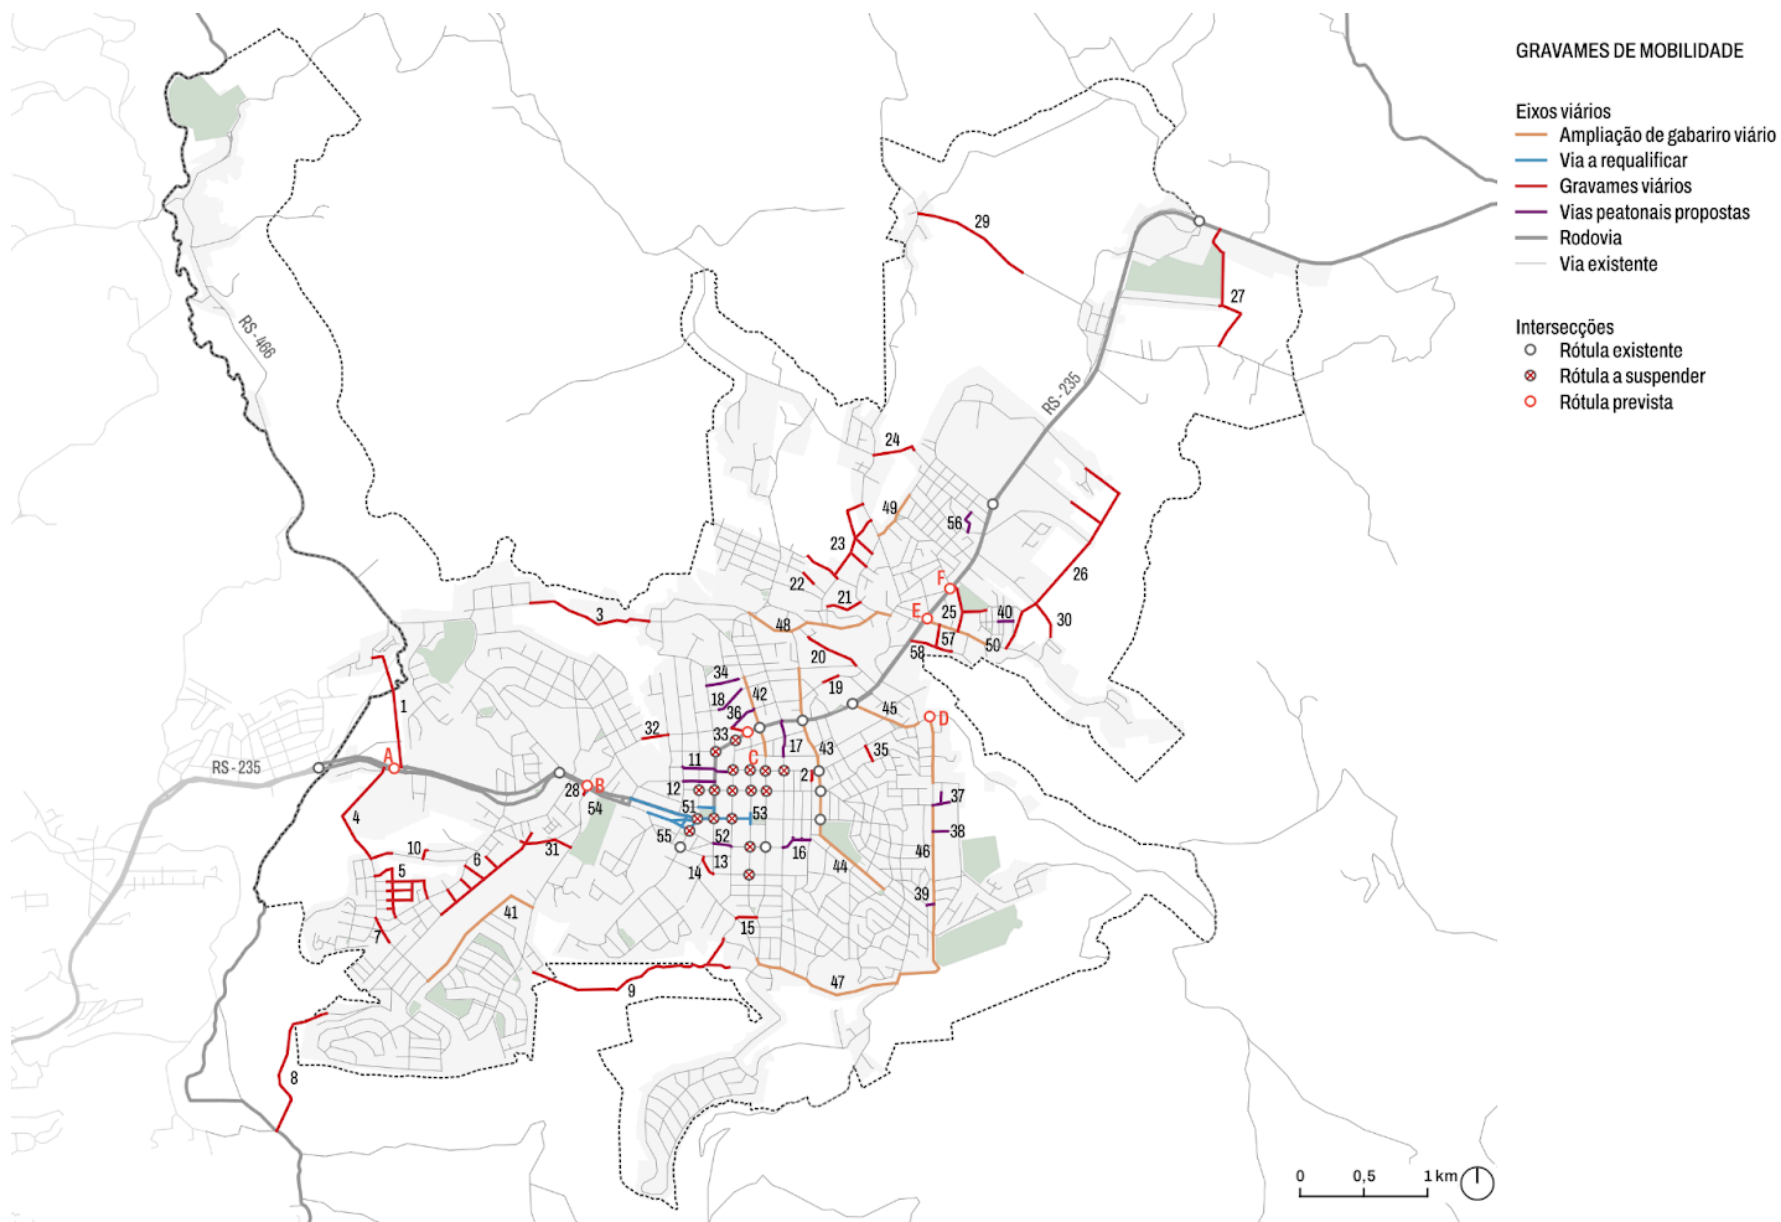 GRAVAMES DE MOBILIDADE
Eixos viários
Ampliação de gabariro viário
Via a requalificar
Gravames viários
Vias peatonais propostas
Rodovia
Via existente
Intersecções
Rótula existente
Rótula a suspender
Rótula prevista
29
27
RS - 466
RS - 235
24
49
56
23
26
22
F
21
25
40
30
3
E
48
57
50
58
20
34
42
18
19
1
36
45
D
32
33
17
43
35
A
C
RS - 235
11
2
28
B
12
37
54
51
53
4
55
52
38
10
6
31
16
46
13
44
5
14
39
41
15
7
47
9
8
0 0,5 1 km